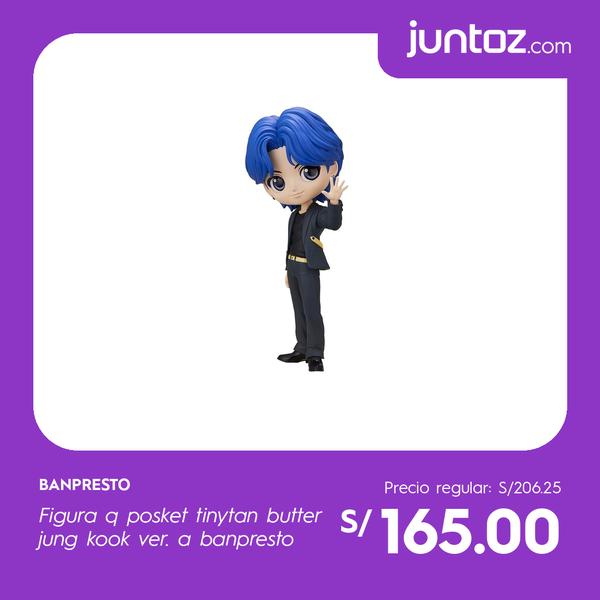 juntoz.com
BANPRESTO
Figura q posket tinytan butter
jung kook ver. a banpresto
Precio regular: S/206.25
S/ 165.00